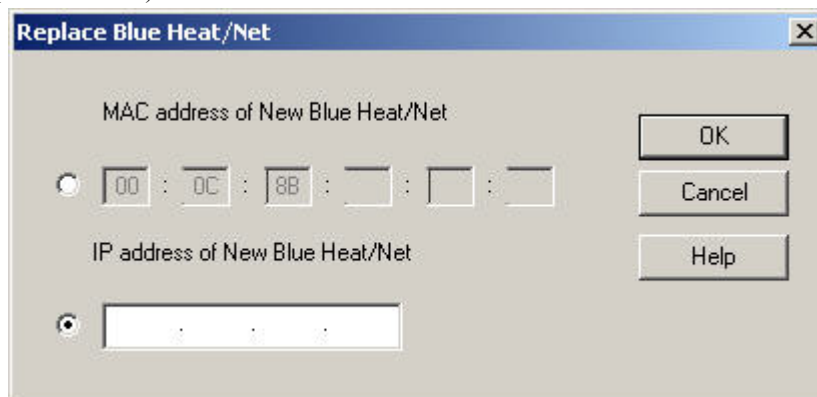 Replace Blue Heat/Net
MAC address of New Blue Heat/Net
OK
00 : 0C : 8B : : :
Cancel
IP address of New Blue Heat/Net
Help
. . .